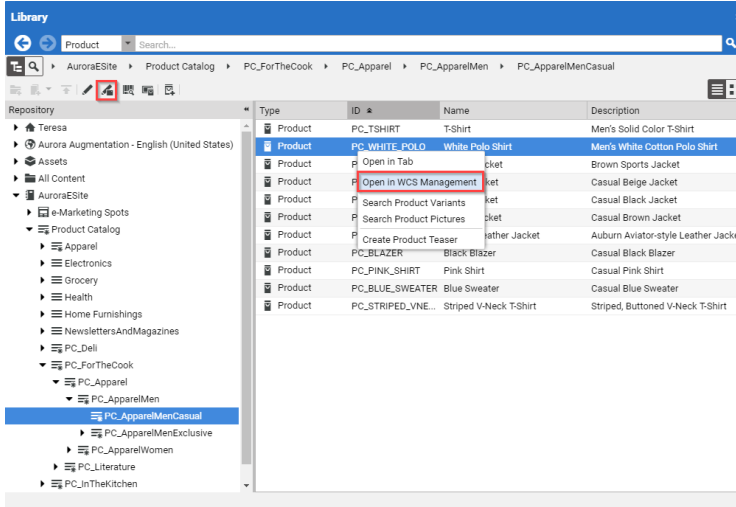 Library
Product Search...
AuroraESite Product Catalog PC_ForTheCook PC_Apparel PC_ApparelMen PC_ApparelMenCasual
Repository
Teresa
Aurora Augmentation - English (United States)
Assets
All Content
AuroraESite
e-Marketing Spots
Product Catalog
Apparel
Electronics
Grocery
Health
Home Furnishings
NewslettersAndMagazines
PC_Deli
PC_ForTheCook
PC_Apparel
PC_ApparelMen
PC_ApparelMenCasual
PC_ApparelMenExclusive
PC_ApparelWomen
PC_Literature
PC_InTheKitchen
Type ID Name Description
Product PC_TSHIRT T-Shirt Men's Solid Color T-Shirt
Product PC_WHITE_POLO White Polo Shirt Men's White Cotton Polo Shirt
Product Brown Sports Jacket
Product Casual Beige Jacket
Product Casual Black Jacket
Product Casual Brown Jacket
Product Leather Jacket Auburn Aviator-style Leather Jacke
Product PC_BLAZER Black Blazer Casual Black Blazer
Product PC_PINK_SHIRT Pink Shirt Casual Pink Shirt
Product PC_BLUE_SWEATER Blue Sweater Casual Blue Sweater
Product PC_STRIPED_VNE... Striped V-Neck T-Shirt Striped, Buttoned V-Neck T-Shirt
Open in Tab
Open in WCS Management
Search Product Variants
Search Product Pictures
Create Product Teaser